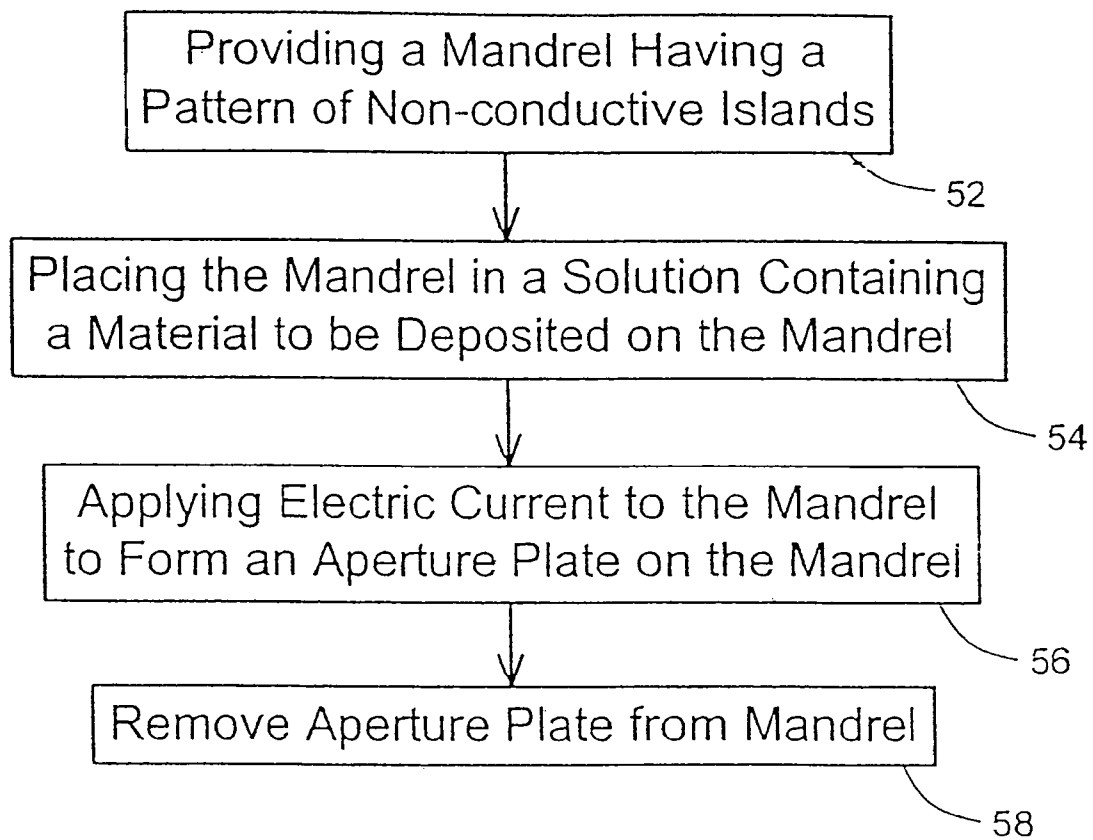 Providing a Mandrel Having a
Pattern of Non-conductive Islands
52
Placing the Mandrel in a Solution Containing
a Material to be Deposited on the Mandrel
54
Applying Electric Current to the Mandrel
to Form an Aperture Plate on the Mandrel
56
Remove Aperture Plate from Mandrel
58